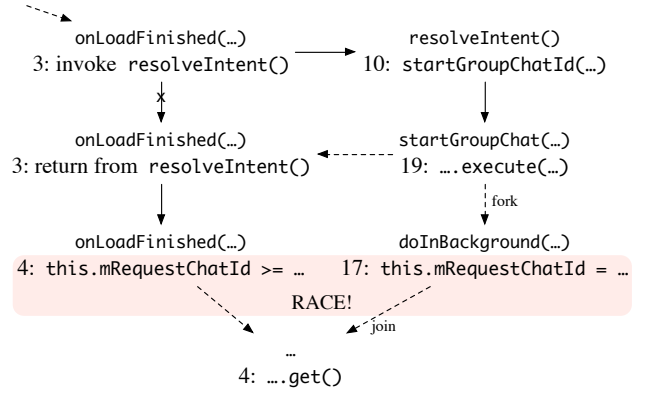 onLoadFinished(…)
3: invoke resolveIntent()
resolveIntent()
10: startGroupChatId(…)
x
onLoadFinished(…)
3: return from resolveIntent()
startGroupChat(…)
19: ….execute(…)
fork
onLoadFinished(…)
4: this.mRequestChatId >= …
doInBackground(…)
17: this.mRequestChatId = …
RACE!
join
…
4: ….get()